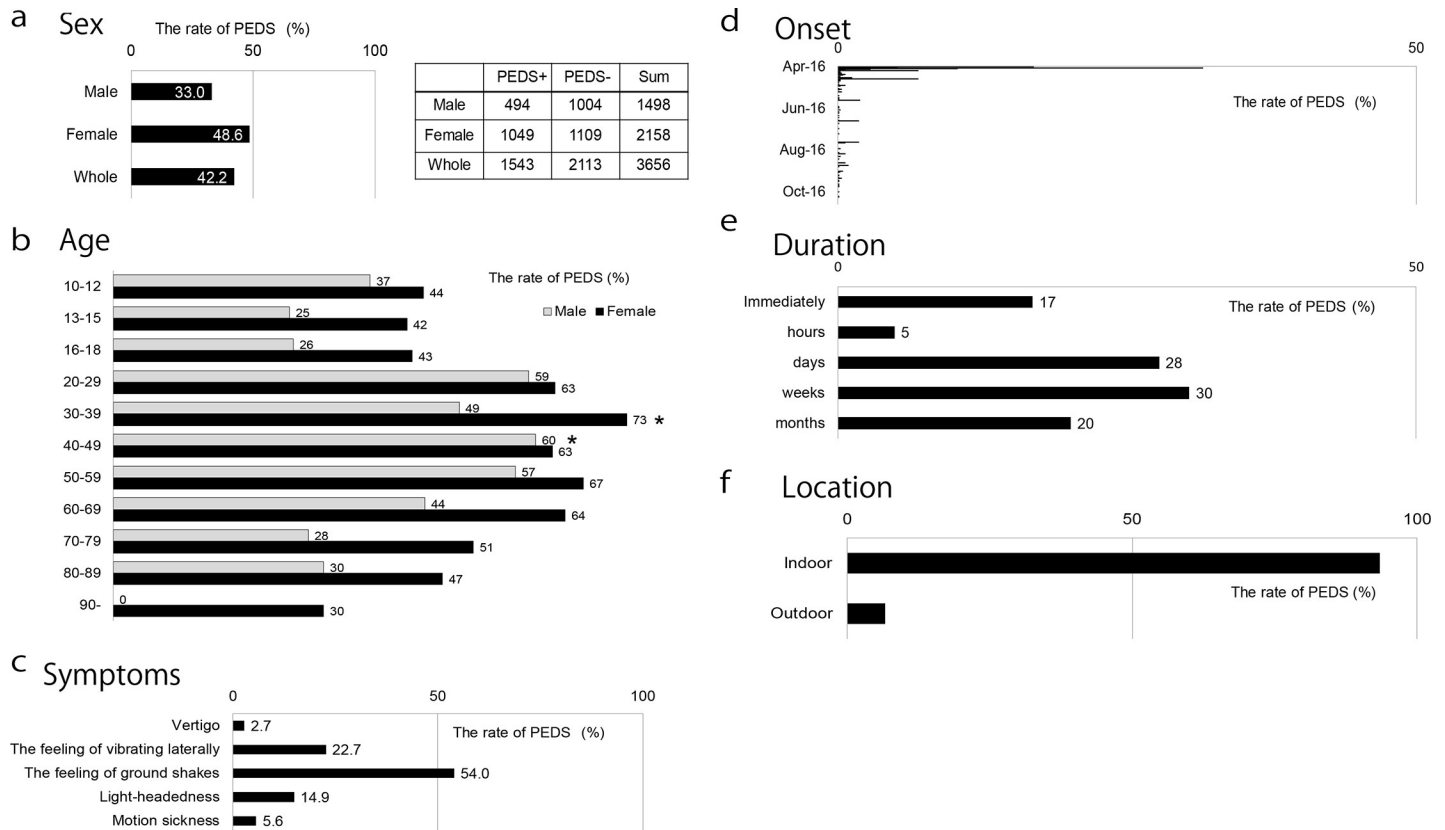 a Sex
The rate of PEDS (%)
0 50 100
Male 33.0
Female 48.6
Whole 42.2
PEDS+ PEDS- Sum
Male 494 1004 1498
Female 1049 1109 2158
Whole 1543 2113 3656
b Age
The rate of PEDS (%)
Male Female
10-12 37
44
13-15 25
42
16-18 26
43
20-29 59
63
30-39 49
73 *
40-49 60 *
63
50-59 57
67
60-69 44
64
70-79 28
51
80-89 30
47
90- 0
30
c Symptoms
0 50 100
The rate of PEDS (%)
Vertigo 2.7
The feeling of vibrating laterally 22.7
The feeling of ground shakes 54.0
Light-headedness 14.9
Motion sickness 5.6
d Onset
0 50
Apr-16
The rate of PEDS (%)
Jun-16
Aug-16
Oct-16
e Duration
0 50
The rate of PEDS (%)
Immediately 17
hours 5
days 28
weeks 30
months 20
f Location
0 50 100
Indoor
The rate of PEDS (%)
Outdoor